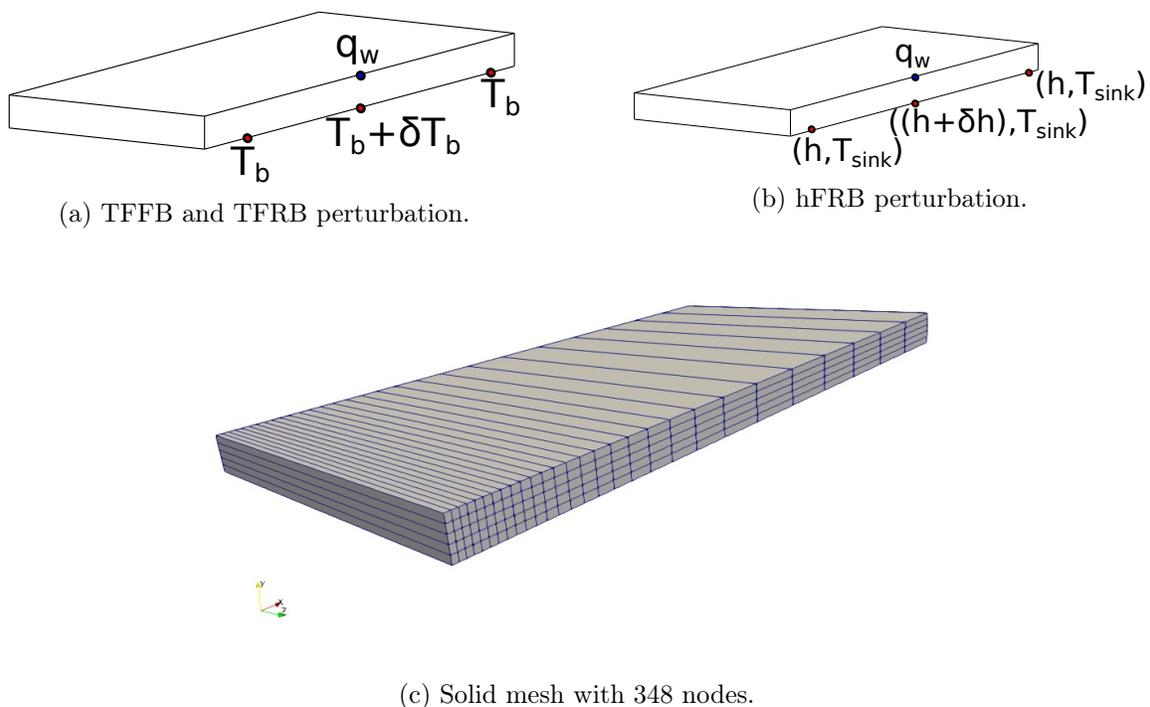 q_w
T_b
T_b+δT_b
T_b
(a) TFFB and TFRB perturbation.
q_w
(h,T_sink)
((h+δh),T_sink)
(h,T_sink)
(b) hFRB perturbation.
Y
X
Z
(c) Solid mesh with 348 nodes.